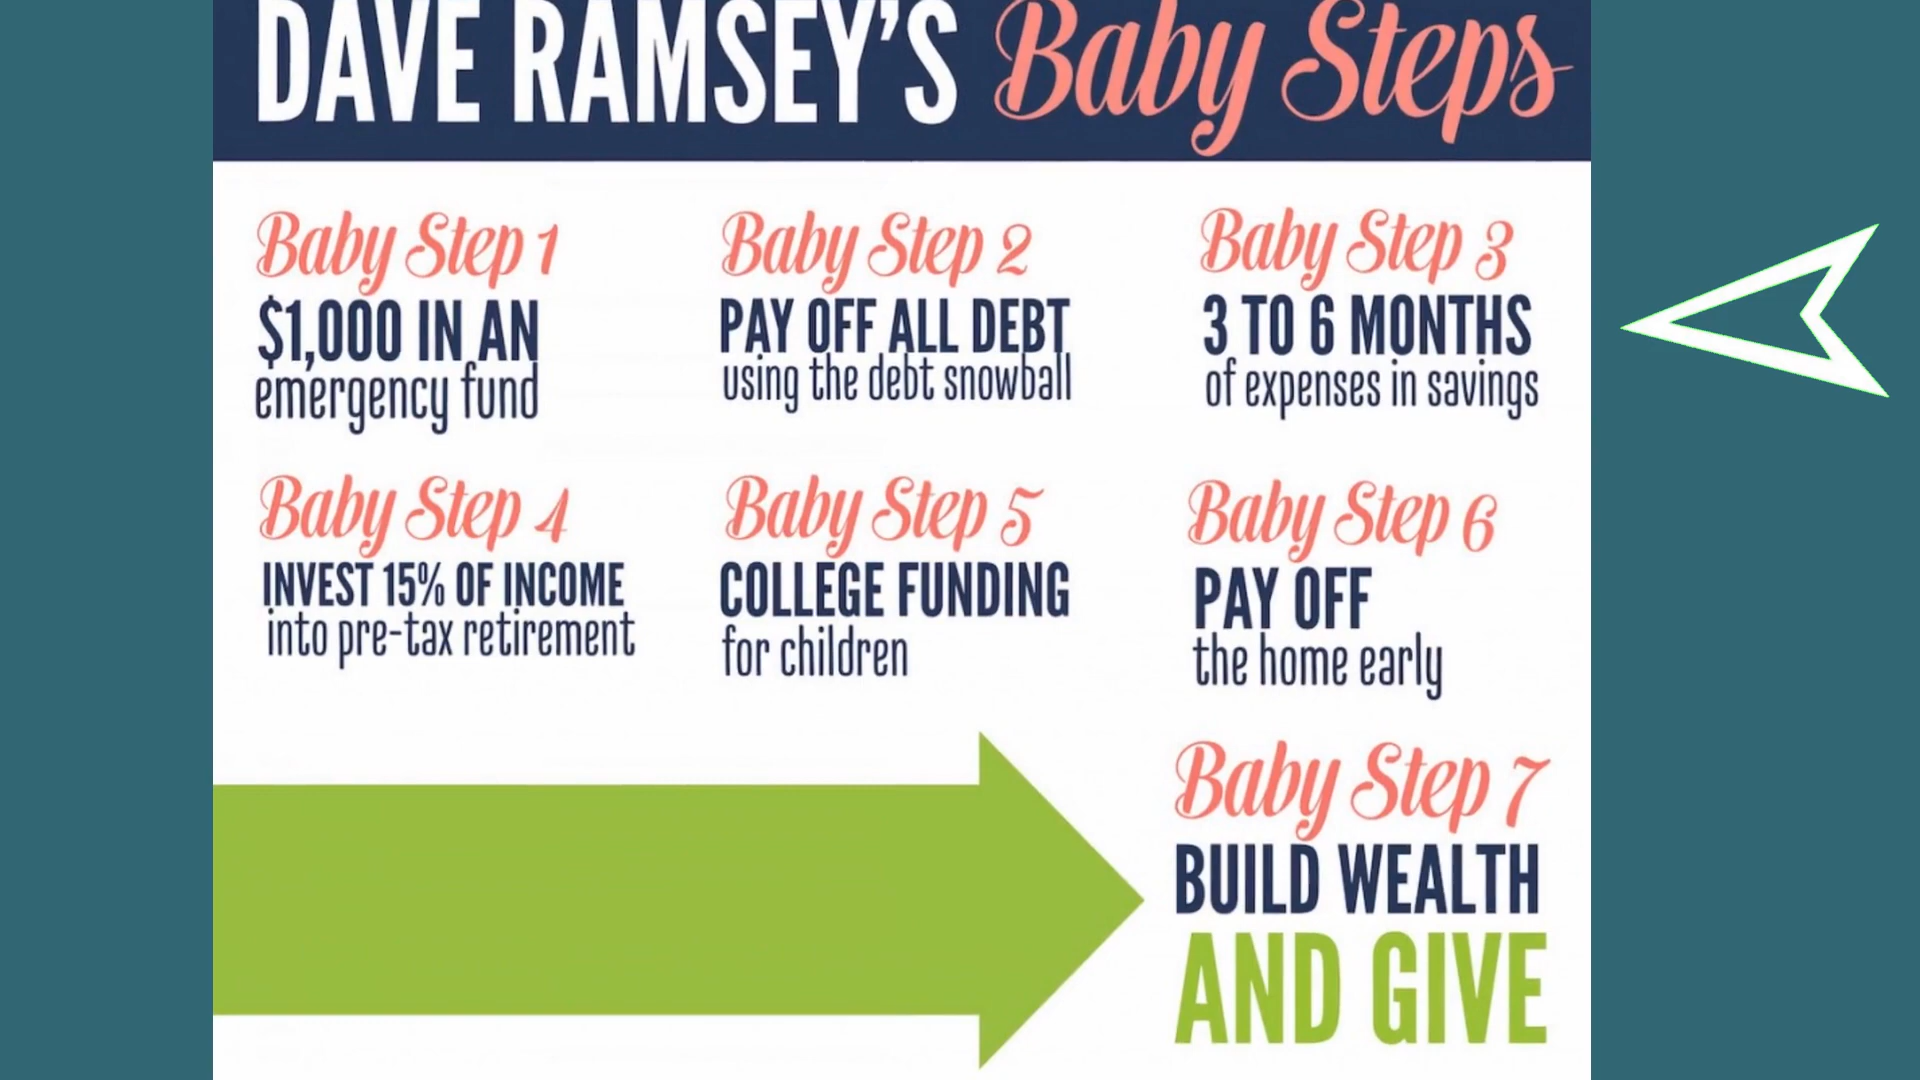 DAVE RAMSEY'S Baby Steps
Baby Step 1
$1,000 IN AN
emergency fund
Baby Step 2
PAY OFF ALL DEBT
using the debt snowball
Baby Step 3
3 TO 6 MONTHS
of expenses in savings
Baby Step 4
INVEST 15% OF INCOME
into pre-tax retirement
Baby Step 5
COLLEGE FUNDING
for children
Baby Step 6
PAY OFF
the home early
Baby Step 7
BUILD WEALTH
AND GIVE